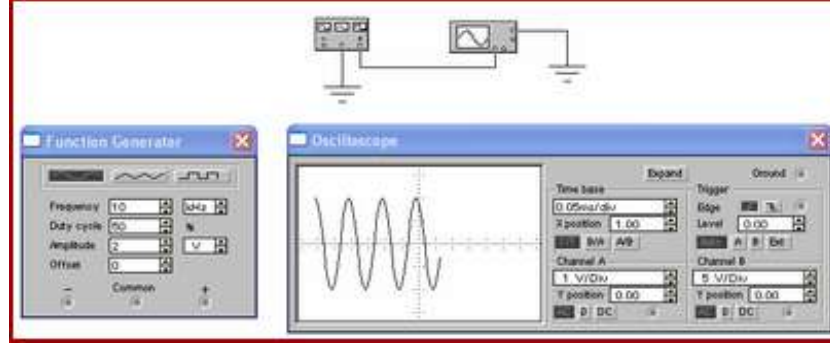 Function Generator
Frequency 10 kHz
Duty cycle 50 %
Amplitude 2 V
Offset 0
Common
- +
Oscilloscope
Expand
Ground
Time base
0.05ms/div
X position 1.00
B/A A/B
Trigger
Edge
Level 0.00
A B Ext
Channel A
1 V/Div
Y position 0.00
0 DC
Channel B
5 V/Div
Y position 0.00
0 DC